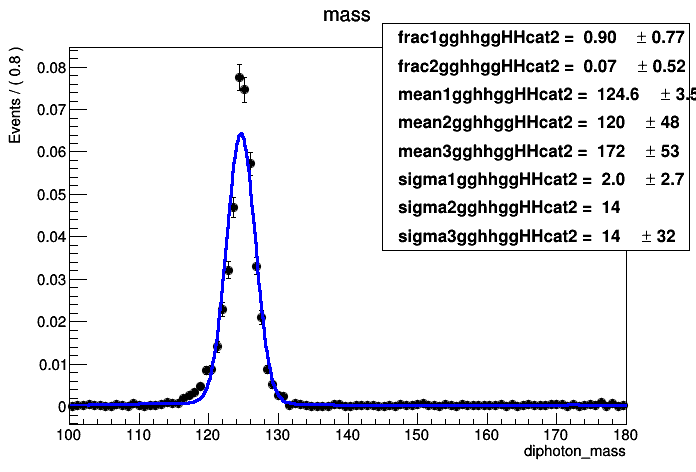 mass
frac1gghhggHHcat2 = 0.90 ± 0.77
frac2gghhggHHcat2 = 0.07 ± 0.52
mean1gghhggHHcat2 = 124.6 ± 3.5
mean2gghhggHHcat2 = 120 ± 48
mean3gghhggHHcat2 = 172 ± 53
sigma1gghhggHHcat2 = 2.0 ± 2.7
sigma2gghhggHHcat2 = 14
sigma3gghhggHHcat2 = 14 ± 32
Events / ( 0.8 )
0.08
0.07
0.06
0.05
0.04
0.03
0.02
0.01
0
100 110 120 130 140 150 160 170 180
diphoton_mass